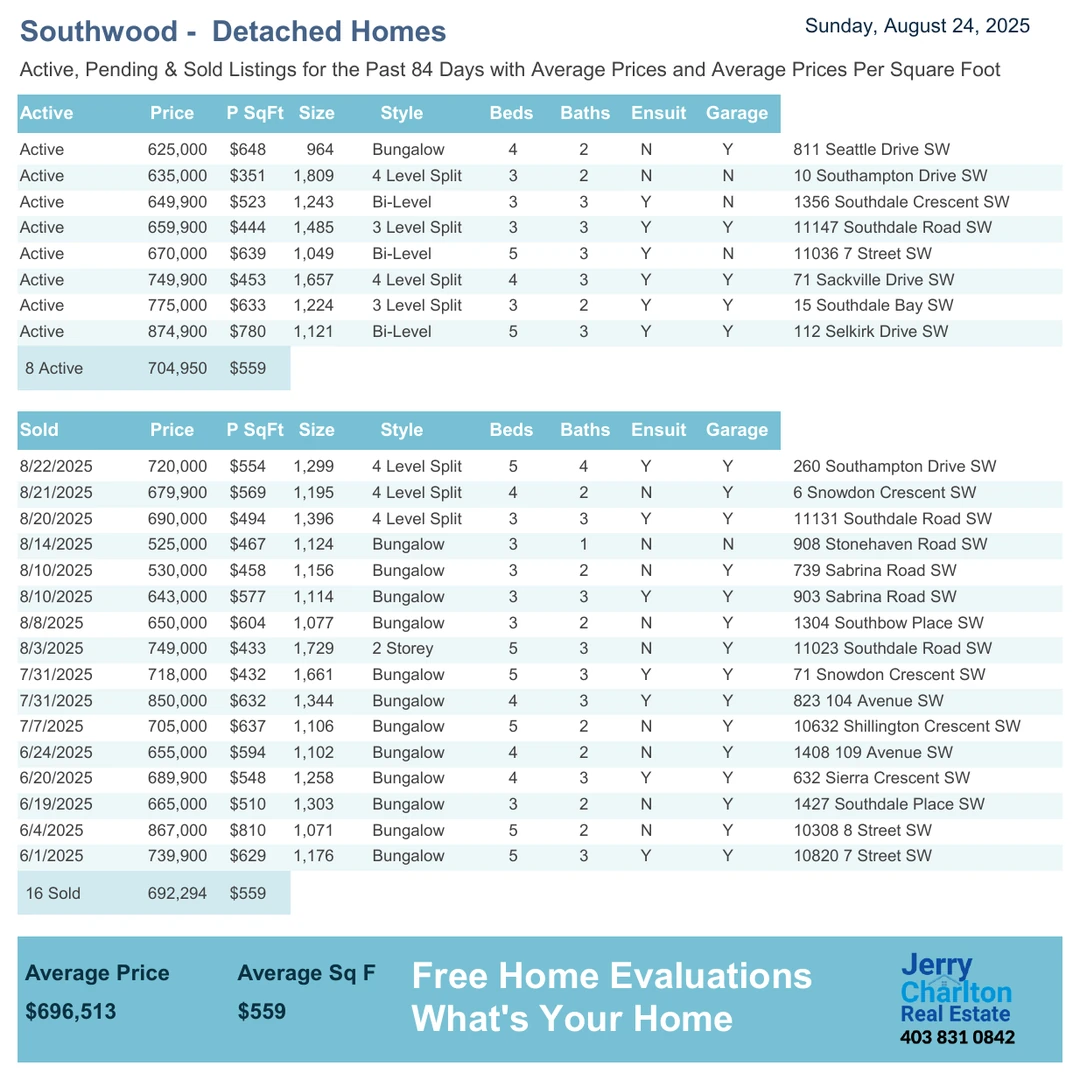 Southwood - Detached Homes Sunday, August 24, 2025
Active, Pending & Sold Listings for the Past 84 Days with Average Prices and Average Prices Per Square Foot
Active Price P SqFt Size Style Beds Baths Ensuit Garage
Active 625,000 $648 964 Bungalow 4 2 N Y 811 Seattle Drive SW
Active 635,000 $351 1,809 4 Level Split 3 2 N N 10 Southampton Drive SW
Active 649,900 $523 1,243 Bi-Level 3 3 Y N 1356 Southdale Crescent SW
Active 659,900 $444 1,485 3 Level Split 3 3 Y Y 11147 Southdale Road SW
Active 670,000 $639 1,049 Bi-Level 5 3 Y N 11036 7 Street SW
Active 749,900 $453 1,657 4 Level Split 4 3 Y Y 71 Sackville Drive SW
Active 775,000 $633 1,224 3 Level Split 3 2 Y Y 15 Southdale Bay SW
Active 874,900 $780 1,121 Bi-Level 5 3 Y Y 112 Selkirk Drive SW
8 Active 704,950 $559
Sold Price P SqFt Size Style Beds Baths Ensuit Garage
8/22/2025 720,000 $554 1,299 4 Level Split 5 4 Y Y 260 Southampton Drive SW
8/21/2025 679,900 $569 1,195 4 Level Split 4 2 N Y 6 Snowdon Crescent SW
8/20/2025 690,000 $494 1,396 4 Level Split 3 3 Y Y 11131 Southdale Road SW
8/14/2025 525,000 $467 1,124 Bungalow 3 1 N N 908 Stonehaven Road SW
8/10/2025 530,000 $458 1,156 Bungalow 3 2 N Y 739 Sabrina Road SW
8/10/2025 643,000 $577 1,114 Bungalow 3 3 Y Y 903 Sabrina Road SW
8/8/2025 650,000 $604 1,077 Bungalow 3 2 N Y 1304 Southbow Place SW
8/3/2025 749,000 $433 1,729 2 Storey 5 3 N Y 11023 Southdale Road SW
7/31/2025 718,000 $432 1,661 Bungalow 5 3 Y Y 71 Snowdon Crescent SW
7/31/2025 850,000 $632 1,344 Bungalow 4 3 Y Y 823 104 Avenue SW
7/7/2025 705,000 $637 1,106 Bungalow 5 2 N Y 10632 Shillington Crescent SW
6/24/2025 655,000 $594 1,102 Bungalow 4 2 N Y 1408 109 Avenue SW
6/20/2025 689,900 $548 1,258 Bungalow 4 3 Y Y 632 Sierra Crescent SW
6/19/2025 665,000 $510 1,303 Bungalow 3 2 N Y 1427 Southdale Place SW
6/4/2025 867,000 $810 1,071 Bungalow 5 2 N Y 10308 8 Street SW
6/1/2025 739,900 $629 1,176 Bungalow 5 3 Y Y 10820 7 Street SW
16 Sold 692,294 $559
Average Price Average Sq F
$696,513 $559
Free Home Evaluations
What's Your Home
Jerry
Charlton
Real Estate
403 831 0842